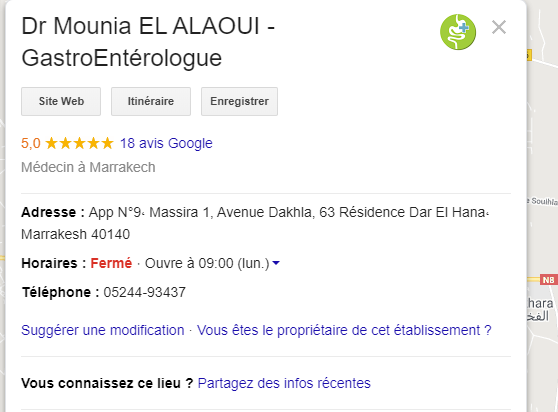 Dr Mounia EL ALAOUI -
GastroEntérologue
Site Web
Itinéraire
Enregistrer
5,0 ★★★★★ 18 avis Google
Médecin à Marrakech
Adresse : App N°9، Massira 1, Avenue Dakhla, 63 Résidence Dar El Hana،
Marrakesh 40140
Horaires : Fermé · Ouvre à 09:00 (lun.)
Téléphone : 05244-93437
Suggérer une modification · Vous êtes le propriétaire de cet établissement ?
Vous connaissez ce lieu ? Partagez des infos récentes
e Souihla
N8